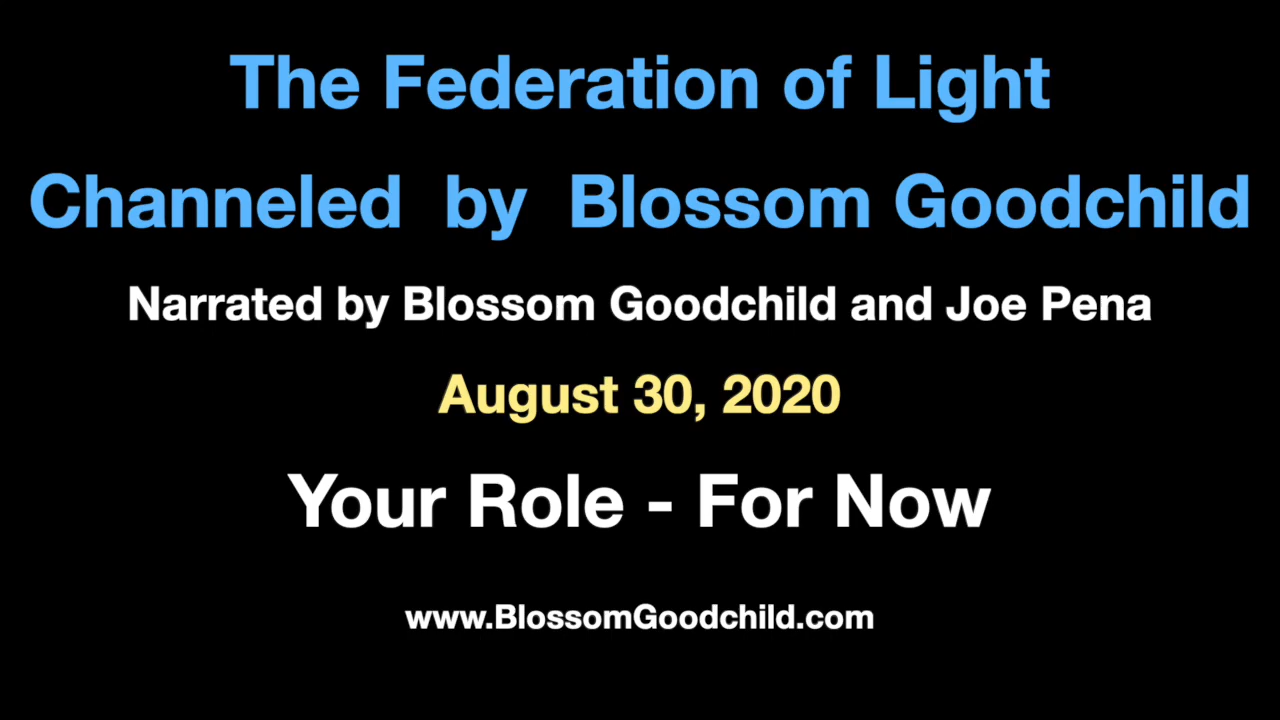 The Federation of Light
Channeled by Blossom Goodchild
Narrated by Blossom Goodchild and Joe Pena
August 30, 2020
Your Role - For Now
www.BlossomGoodchild.com